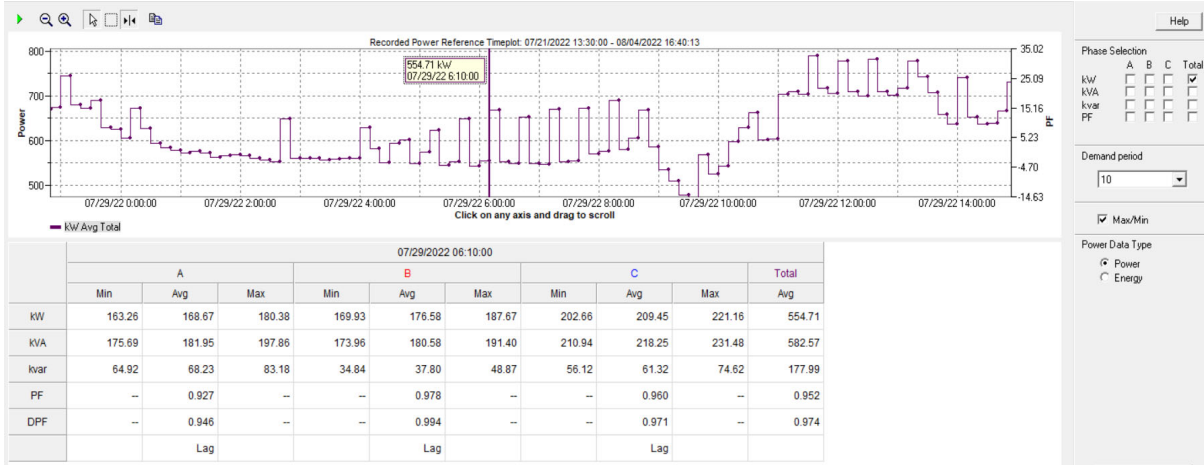 Help
Recorded Power Reference Timeplot: 07/21/2022 13:30:00 - 08/04/2022 16:40:13
800
700
600
500
Power
554.71 kW
07/29/22 6:10:00
35.02
25.09
15.16
5.23
-4.70
-14.63
PF
07/29/22 0:00:00 07/29/22 2:00:00 07/29/22 4:00:00 07/29/22 6:00:00 07/29/22 8:00:00 07/29/22 10:00:00 07/29/22 12:00:00 07/29/22 14:00:00
Click on any axis and drag to scroll
kW Avg Total
Phase Selection
A B C Total
kW
kVA
kvar
PF
Demand period
10
Max/Min
Power Data Type
Power
Energy
07/29/2022 06:10:00
A B C Total
Min Avg Max Min Avg Max Min Avg Max Avg
kW 163.26 168.67 180.38 169.93 176.58 187.67 202.66 209.45 221.16 554.71
kVA 175.69 181.95 197.86 173.96 180.58 191.40 210.94 218.25 231.48 582.57
kvar 64.92 68.23 83.18 34.84 37.80 48.87 56.12 61.32 74.62 177.99
PF -- 0.927 -- -- 0.978 -- -- 0.960 -- 0.952
DPF -- 0.946 -- -- 0.994 -- -- 0.971 -- 0.974
Lag Lag Lag